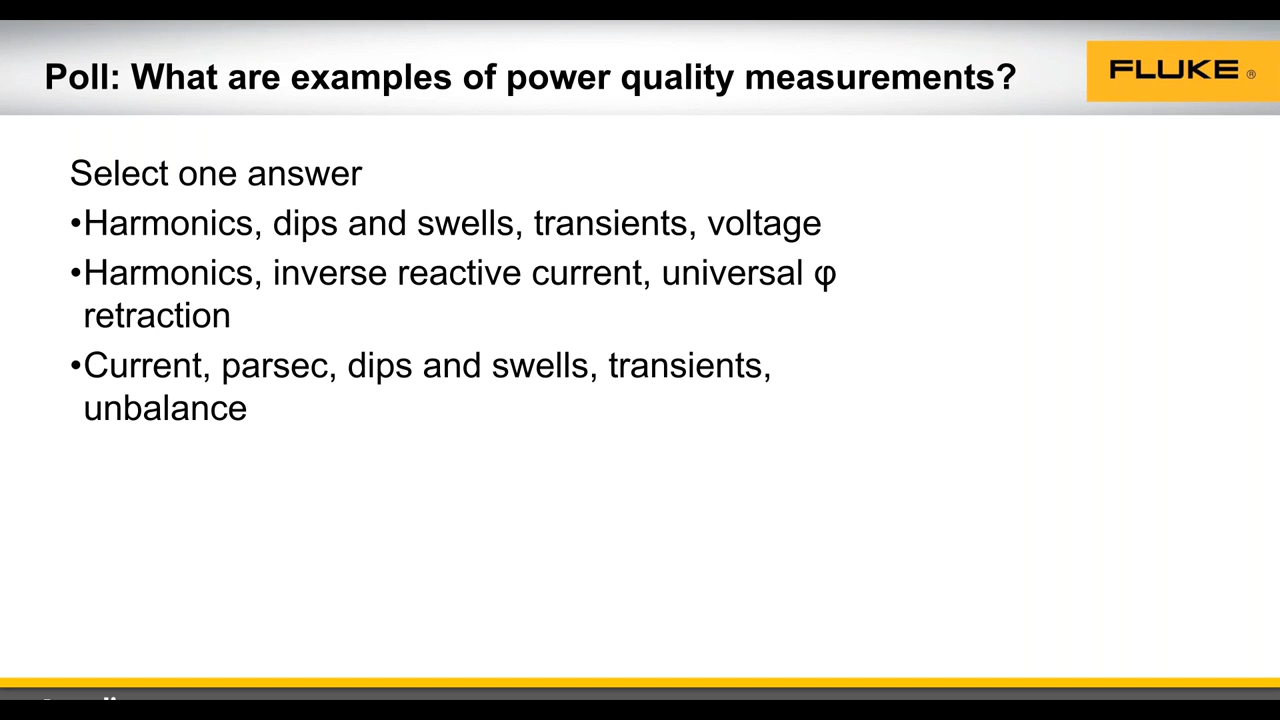 Poll: What are examples of power quality measurements?
FLUKE ®
Select one answer
•Harmonics, dips and swells, transients, voltage
•Harmonics, inverse reactive current, universal φ
retraction
•Current, parsec, dips and swells, transients,
unbalance